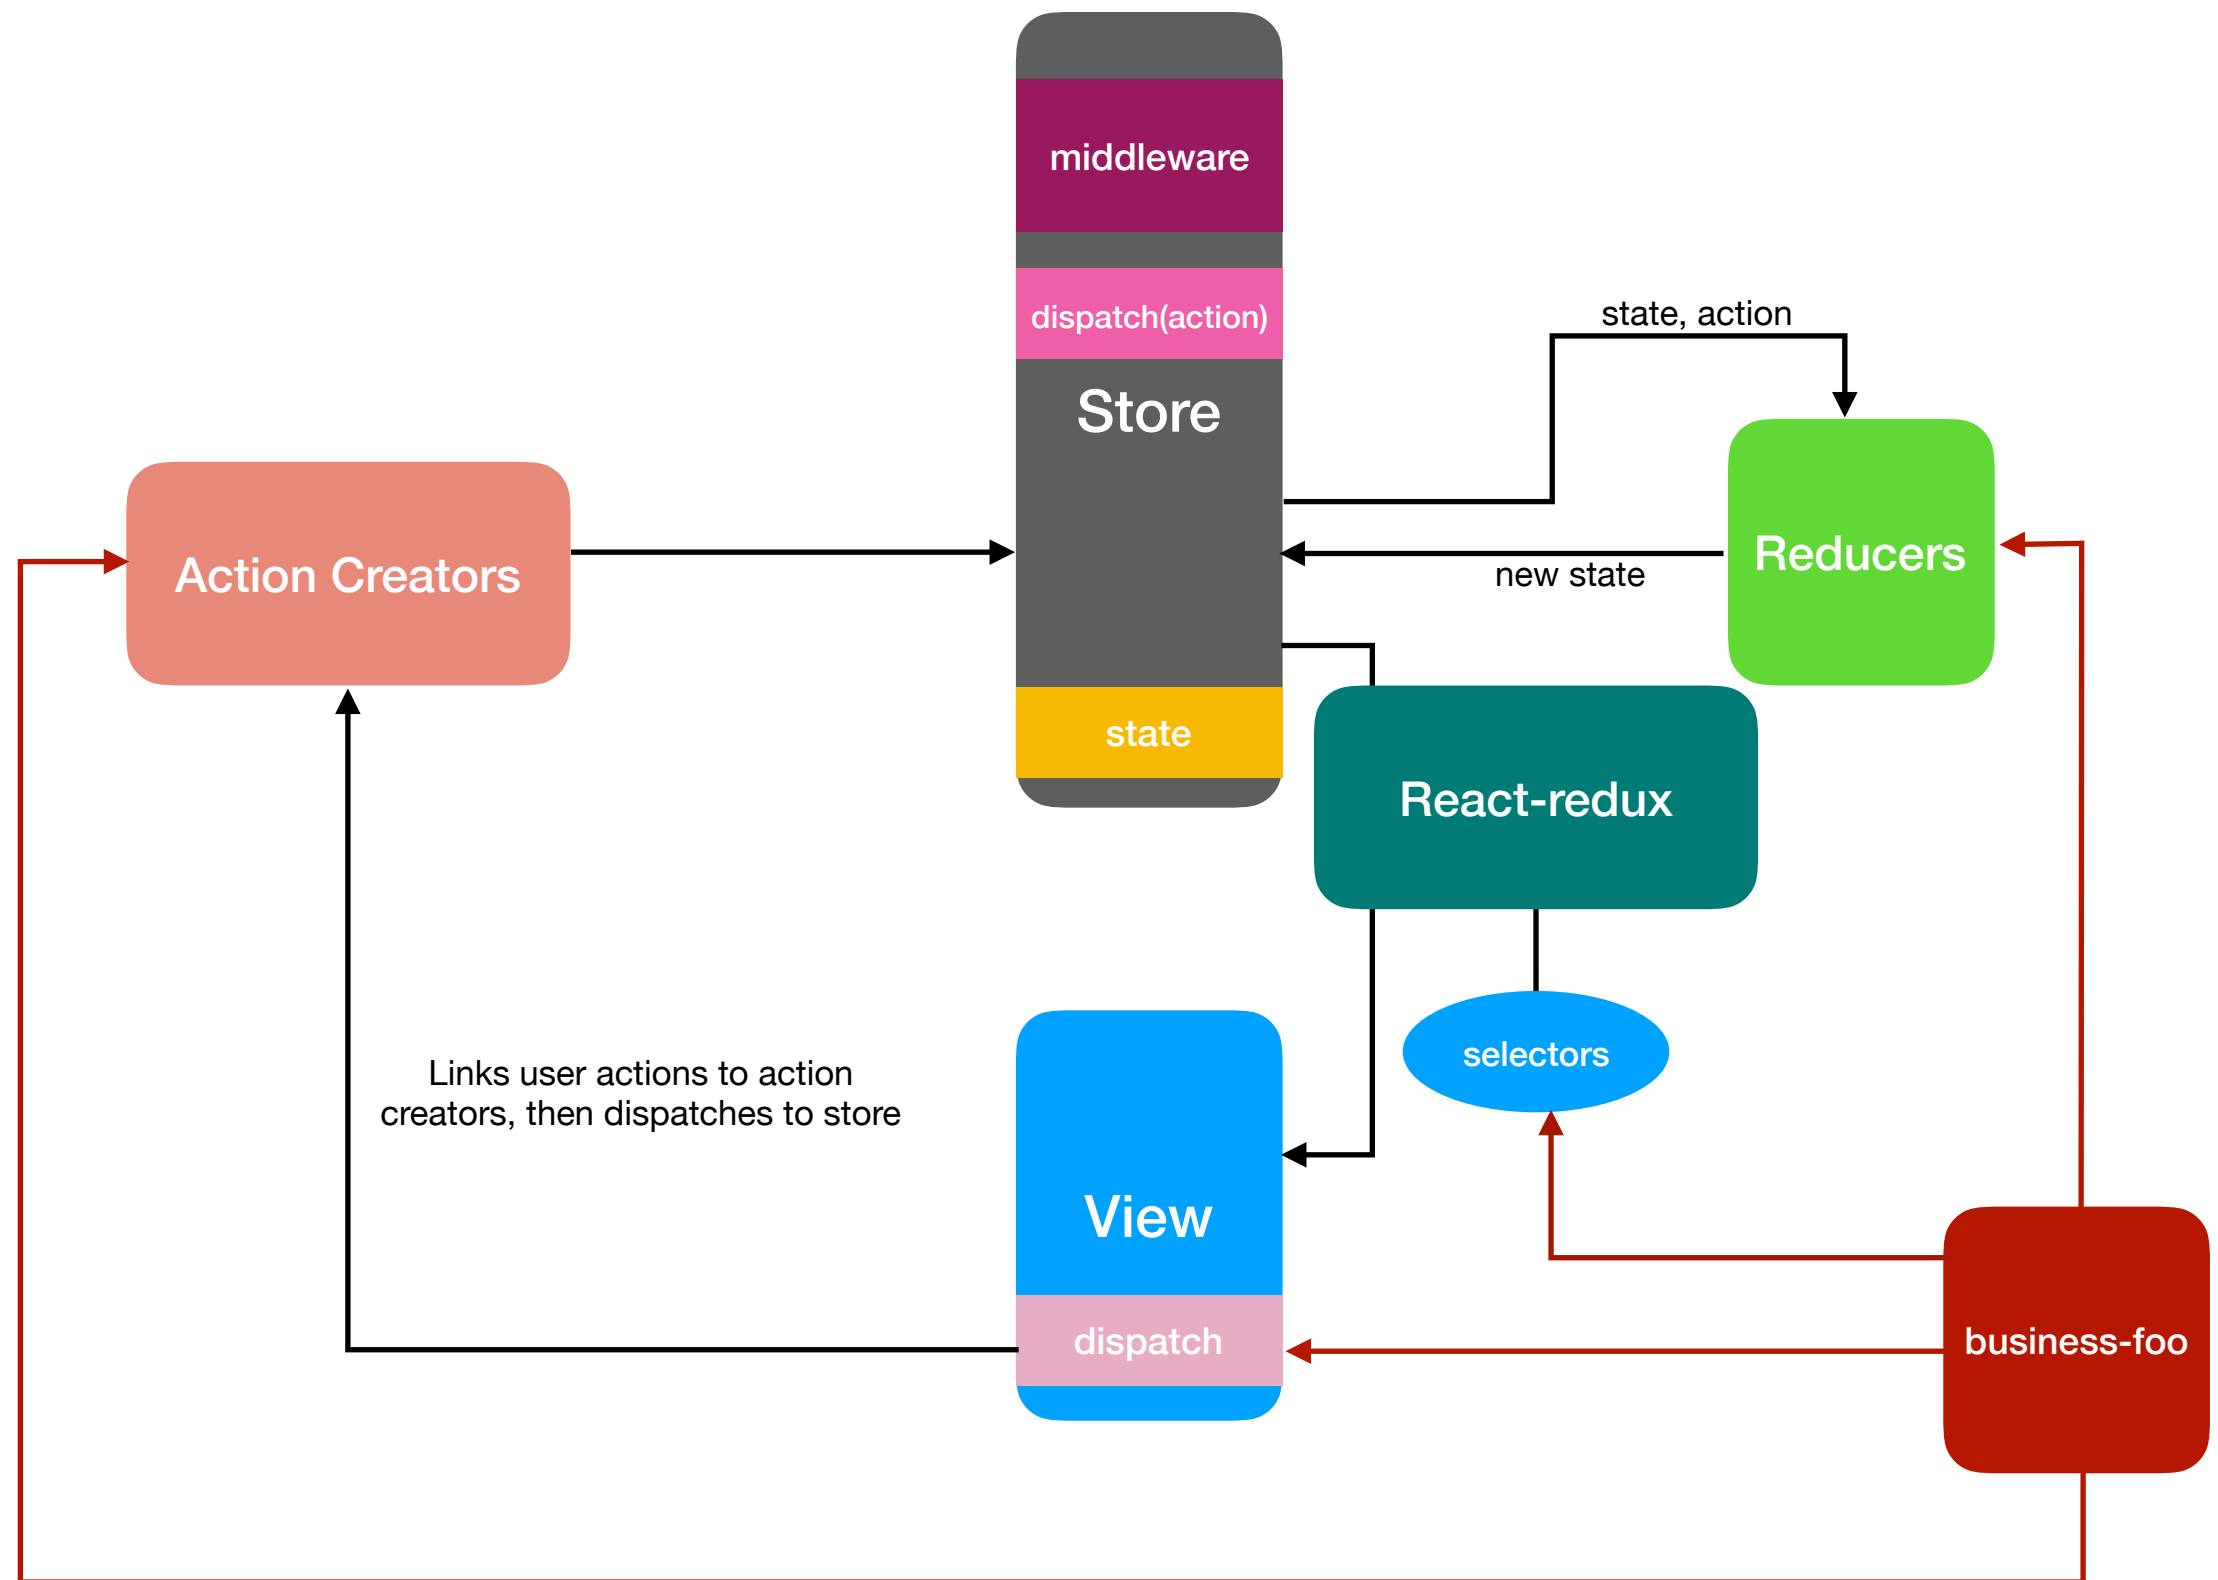 middleware
dispatch(action)
state, action
Store
Action Creators
Reducers
new state
state
React-redux
selectors
Links user actions to action
creators, then dispatches to store
View
dispatch
business-foo